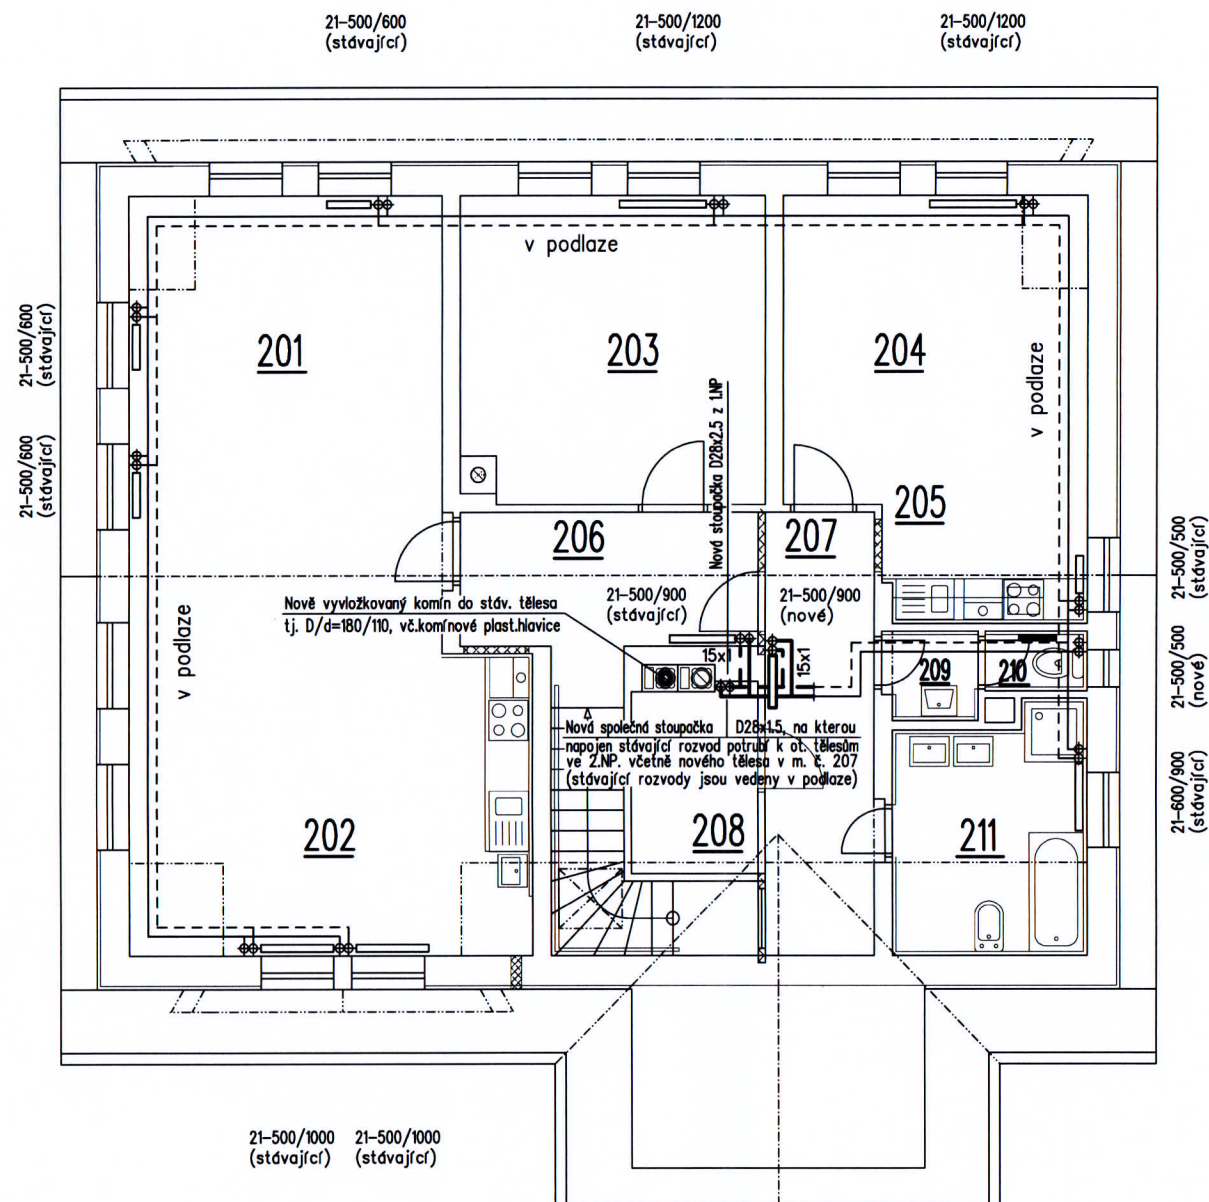 21-500/600
(stávající)
21-500/1200
(stávající)
21-500/1200
(stávající)
v podlaze
21-500/600
(stávající)
201
203
204
v podlaze
Nová stoupačka D28x2.5 z 1.NP
21-500/600
(stávající)
205
206
207
21-500/500
(stávající)
Nově vyvložkovaný komín do stáv. tělesa
tj. D/d=180/110, vč.komínové plast.hlavice
21-500/900
(stávající)
21-500/900
(nové)
v podlaze
15x1
15x1
209
210
21-500/500
(nové)
Nová společná stoupačka D28x1.5, na kterou
napojen stávající rozvod potrubí k ot. tělesům
ve 2.NP. včetně nového tělesa v m. č. 207
(stávající rozvody jsou vedeny v podlaze)
21-600/900
(stávající)
202
208
211
21-500/1000
(stávající)
21-500/1000
(stávající)